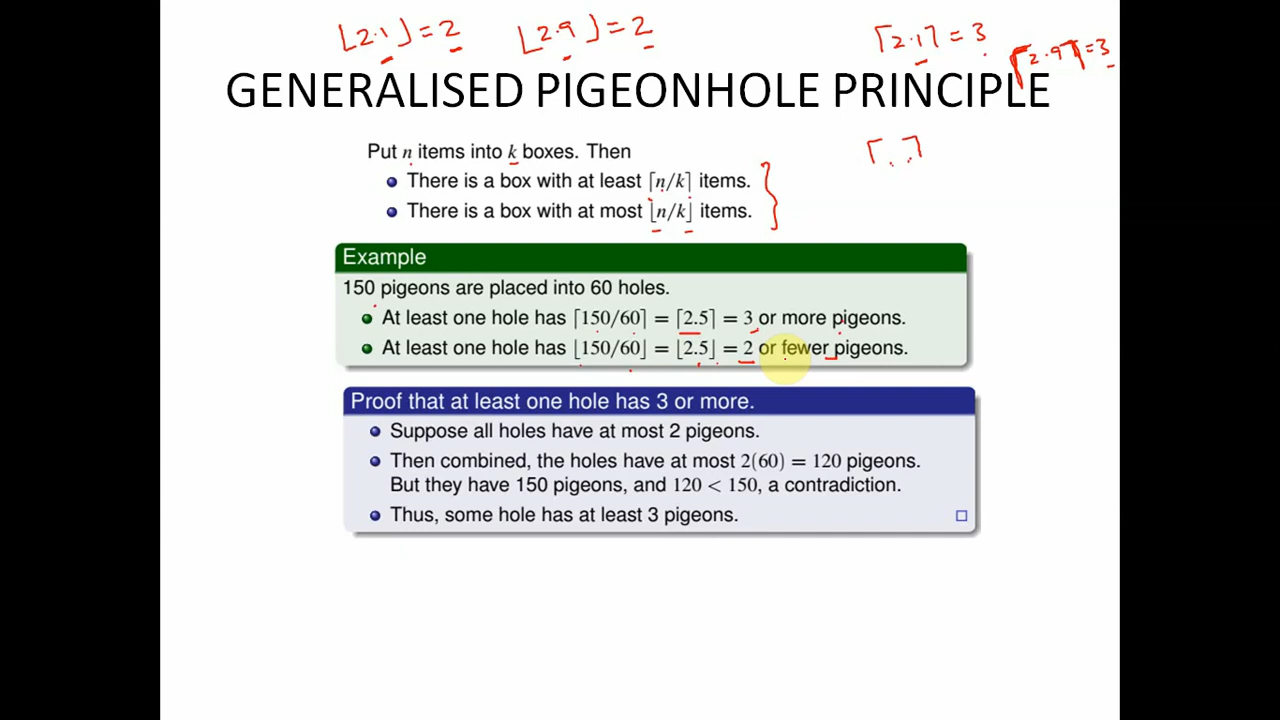 ⌊2.1⌋ = 2 ⌊2.9⌋ = 2 ⌈2.1⌉ = 3 ⌈2.9⌉ = 3
GENERALISED PIGEONHOLE PRINCIPLE
⌈..⌉
Put n items into k boxes. Then
• There is a box with at least ⌈n/k⌉ items.
• There is a box with at most ⌊n/k⌋ items.
Example
150 pigeons are placed into 60 holes.
• At least one hole has ⌈150/60⌉ = ⌈2.5⌉ = 3 or more pigeons.
• At least one hole has ⌊150/60⌋ = ⌊2.5⌋ = 2 or fewer pigeons.
Proof that at least one hole has 3 or more.
• Suppose all holes have at most 2 pigeons.
• Then combined, the holes have at most 2(60) = 120 pigeons.
But they have 150 pigeons, and 120 < 150, a contradiction.
• Thus, some hole has at least 3 pigeons. □